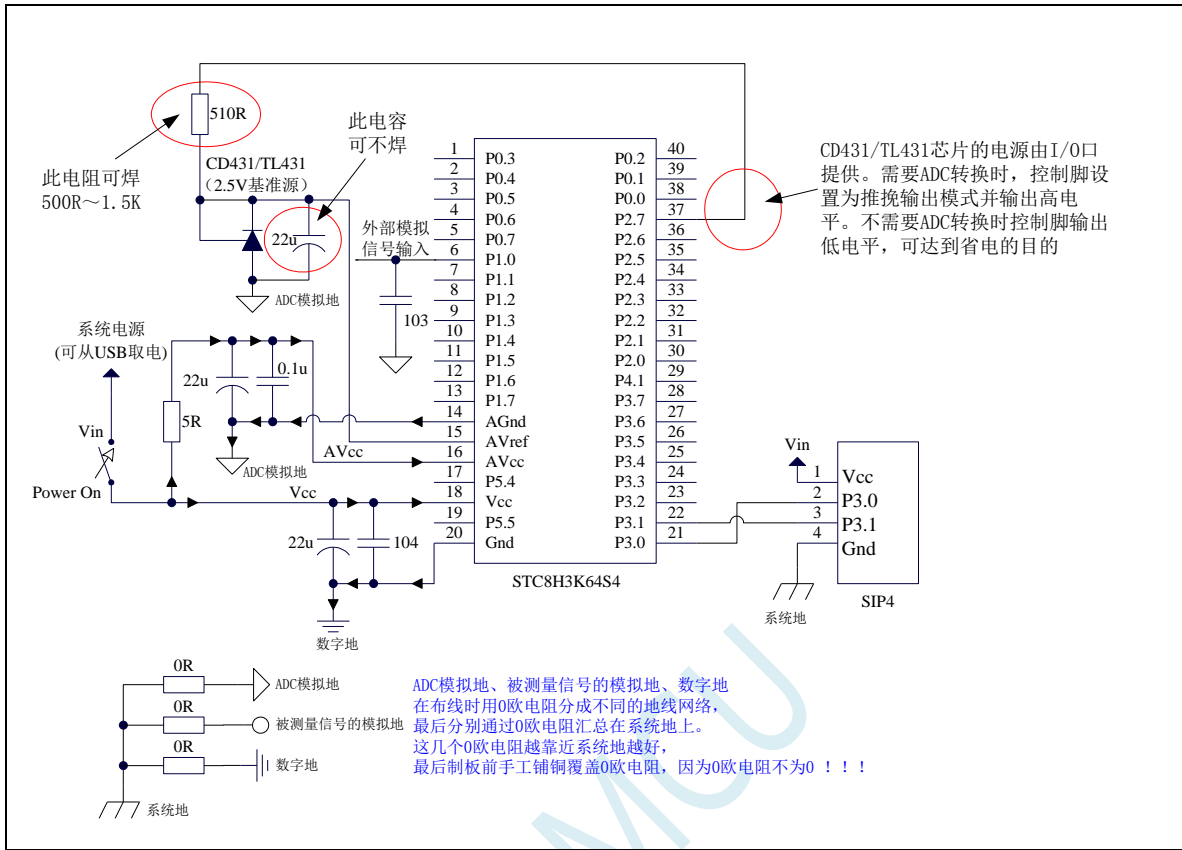 510R
此电阻可焊
500R～1.5K
CD431/TL431
（2.5V基准源）
此电容
可不焊
22u
ADC模拟地
外部模拟
信号输入
103
CD431/TL431芯片的电源由I/O口
提供。需要ADC转换时，控制脚设
置为推挽输出模式并输出高电
平。不需要ADC转换时控制脚输出
低电平，可达到省电的目的
1 P0.3
2 P0.4
3 P0.5
4 P0.6
5 P0.7
6 P1.0
7 P1.1
8 P1.2
9 P1.3
10 P1.4
11 P1.5
12 P1.6
13 P1.7
14 AGnd
15 AVref
16 AVcc
17 P5.4
18 Vcc
19 P5.5
20 Gnd
P0.2 40
P0.1 39
P0.0 38
P2.7 37
P2.6 36
P2.5 35
P2.4 34
P2.3 33
P2.2 32
P2.1 31
P2.0 30
P4.1 29
P3.7 28
P3.6 27
P3.5 26
P3.4 25
P3.3 24
P3.2 23
P3.1 22
P3.0 21
STC8H3K64S4
系统电源
(可从USB取电)
Vin
Power On
5R
22u
0.1u
ADC模拟地
AVcc
Vcc
22u
104
数字地
Vin
1 Vcc
2 P3.0
3 P3.1
4 Gnd
SIP4
系统地
0R
ADC模拟地
0R
被测量信号的模拟地
0R
数字地
系统地
ADC模拟地、被测量信号的模拟地、数字地
在布线时用0欧电阻分成不同的地线网络，
最后分别通过0欧电阻汇总在系统地上。
这几个0欧电阻越靠近系统地越好，
最后制板前手工铺铜覆盖0欧电阻，因为0欧电阻不为0 ！！！
MCU